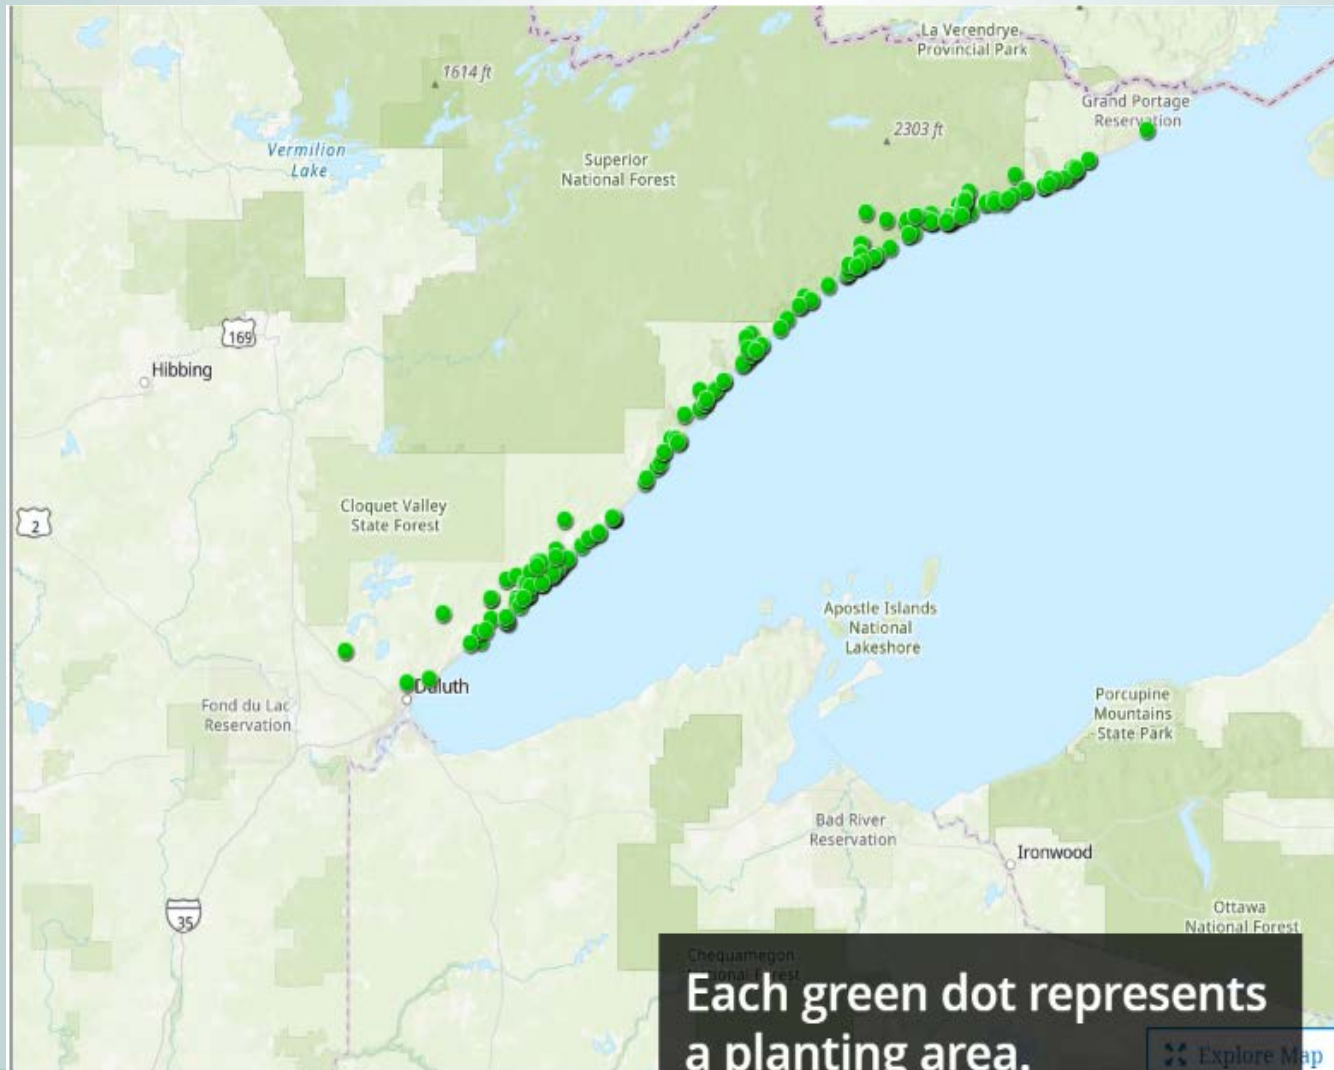 La Verendrye
Provincial Park
1614 ft
Grand Portage
Reservation
2303 ft
Vermilion
Lake
Superior
National Forest
169
Hibbing
Cloquet Valley
State Forest
2
Apostle Islands
National
Lakeshore
Duluth
Fond du Lac
Reservation
Porcupine
Mountains
State Park
Bad River
Reservation
Ironwood
35
Ottawa
National Forest
Chequamegon
National Forest
Each green dot represents
a planting area.
Explore Map